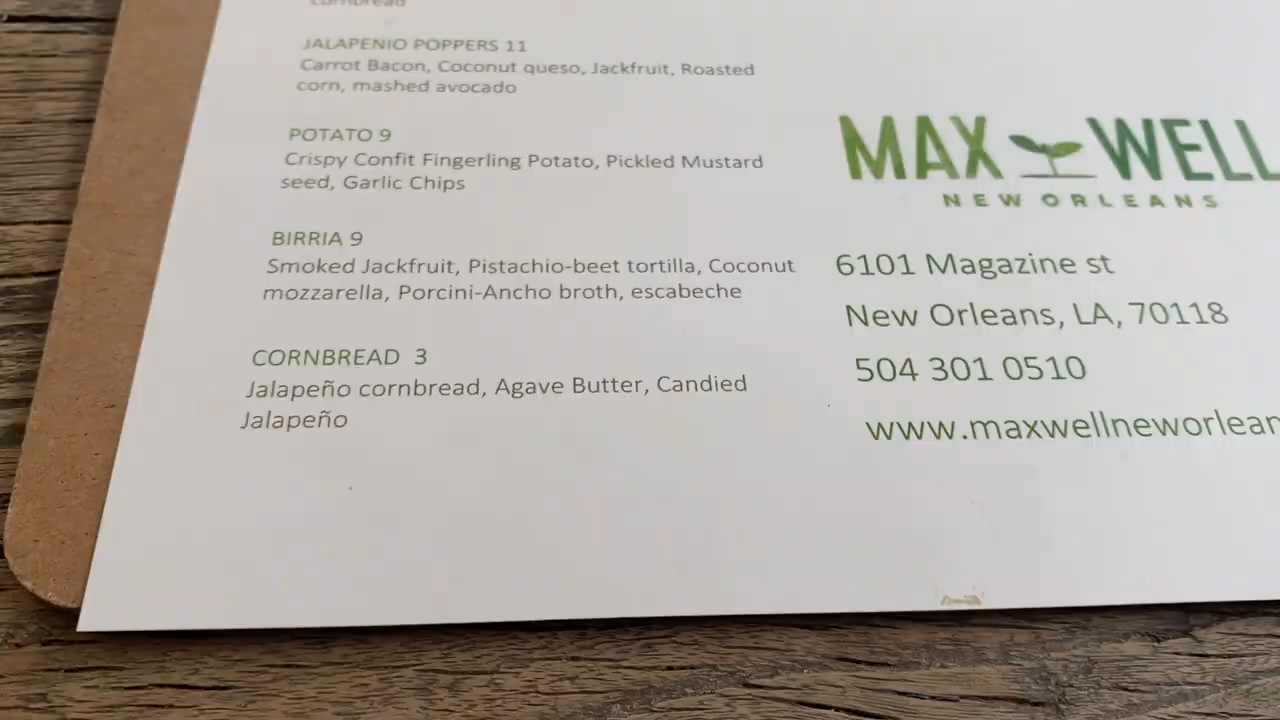 cornbread
JALAPENIO POPPERS 11
Carrot Bacon, Coconut queso, Jackfruit, Roasted
corn, mashed avocado
POTATO 9
Crispy Confit Fingerling Potato, Pickled Mustard
seed, Garlic Chips
BIRRIA 9
Smoked Jackfruit, Pistachio-beet tortilla, Coconut
mozzarella, Porcini-Ancho broth, escabeche
CORNBREAD 3
Jalapeño cornbread, Agave Butter, Candied
Jalapeño
MAX WELL
NEW ORLEANS
6101 Magazine st
New Orleans, LA, 70118
504 301 0510
www.maxwellneworlean